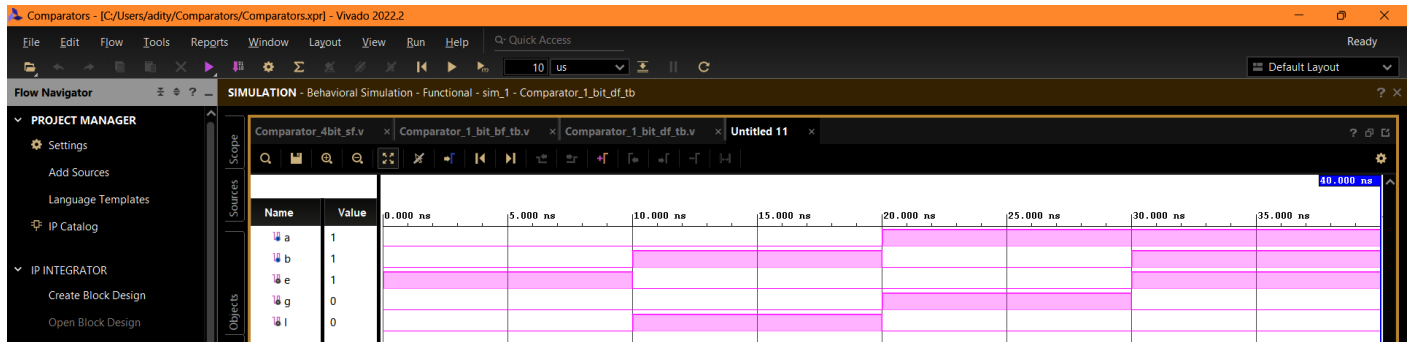 Comparators - [C:/Users/adity/Comparators/Comparators.xpr] - Vivado 2022.2
File Edit Flow Tools Reports Window Layout View Run Help Q- Quick Access Ready
10 us Default Layout
Flow Navigator ? SIMULATION - Behavioral Simulation - Functional - sim_1 - Comparator_1_bit_df_tb ?
PROJECT MANAGER
Settings
Add Sources
Language Templates
IP Catalog
IP INTEGRATOR
Create Block Design
Open Block Design
Scope
Sources
Objects
Comparator_4bit_sf.v Comparator_1_bit_bf_tb.v Comparator_1_bit_df_tb.v Untitled 11 ?
40.000 ns
Name Value 0.000 ns 5.000 ns 10.000 ns 15.000 ns 20.000 ns 25.000 ns 30.000 ns 35.000 ns
a 1
b 1
e 1
g 0
l 0